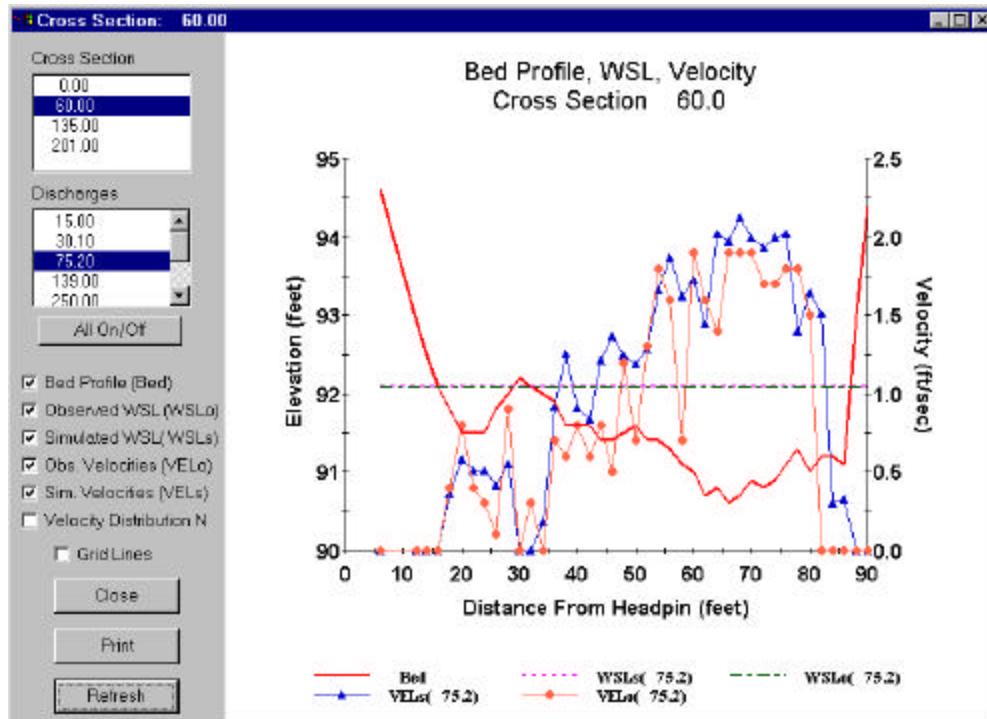 Cross Section: 60.00
Cross Section
0.00
60.00
135.00
201.00
Discharges
15.00
30.10
75.20
139.00
250.00
All On/Off
Bed Profile (Bed)
Observed WSL (WSLo)
Simulated WSL( WSLs)
Obs. Velocities (VELo)
Sim. Velocities (VELs)
Velocity Distribution N
Grid Lines
Close
Print
Refresh
Bed Profile, WSL, Velocity
Cross Section 60.0
95
94
93
92
91
90
Elevation (feet)
2.5
2.0
1.5
1.0
0.5
0.0
Velocity (ft/sec)
0 10 20 30 40 50 60 70 80 90
Distance From Headpin (feet)
Bed WSLs( 75.2) WSLo( 75.2)
VELs( 75.2) VELo( 75.2)